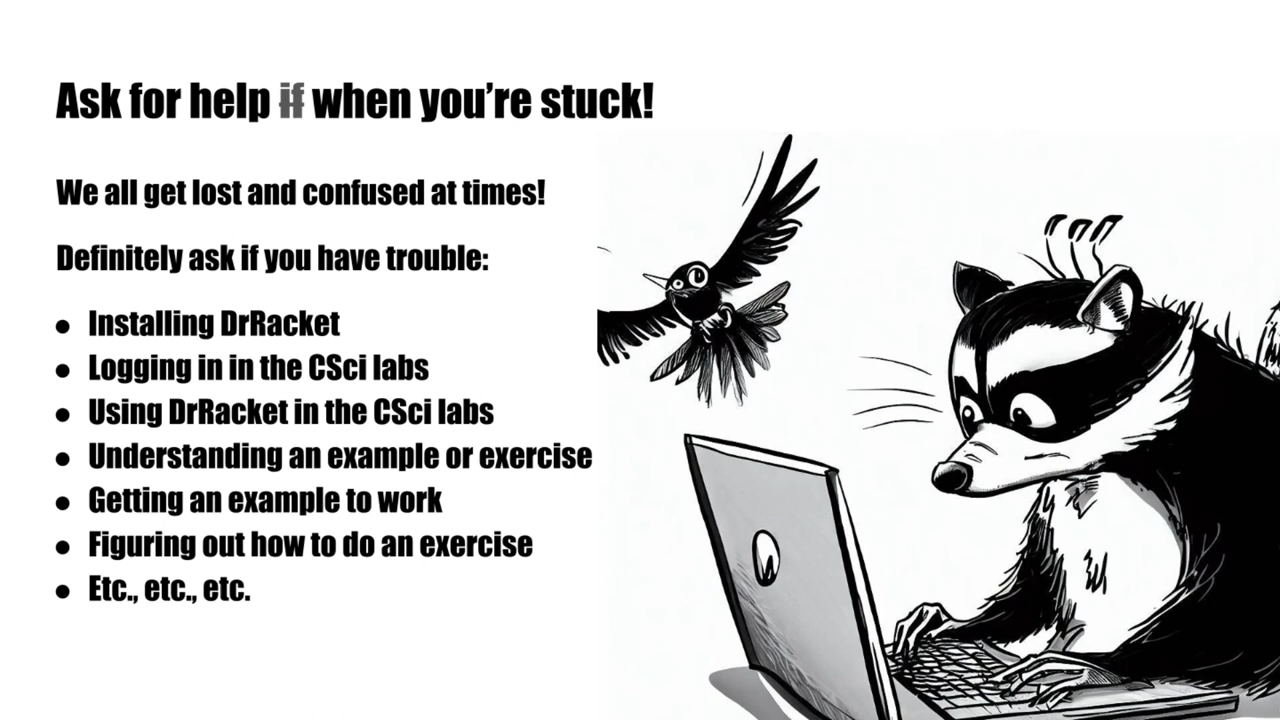 Ask for help if when you're stuck!
We all get lost and confused at times!
Definitely ask if you have trouble:
● Installing DrRacket
● Logging in in the CSci labs
● Using DrRacket in the CSci labs
● Understanding an example or exercise
● Getting an example to work
● Figuring out how to do an exercise
● Etc., etc., etc.